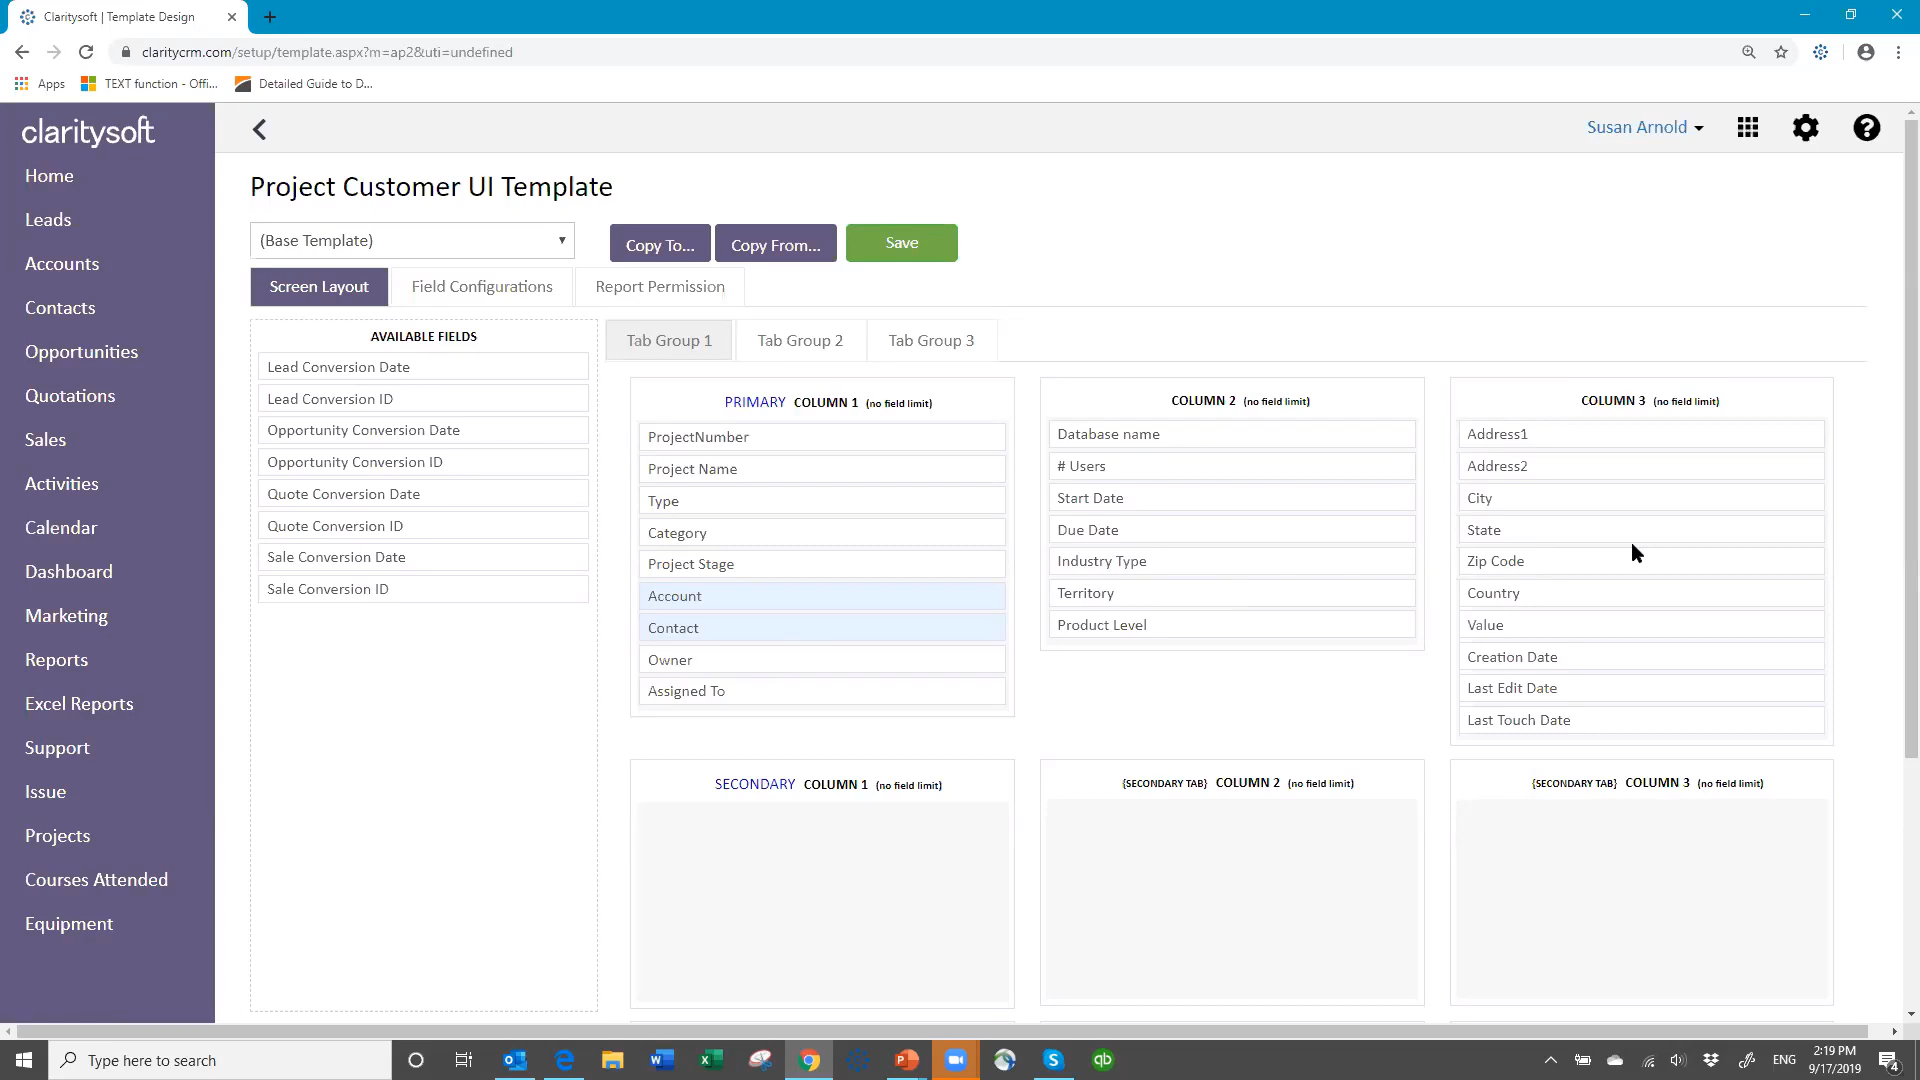 Claritysoft | Template Design
claritycrm.com/setup/template.aspx?m=ap2&uti=undefined
Apps
TEXT function - Offi...
Detailed Guide to D...
claritysoft
Home
Leads
Accounts
Contacts
Opportunities
Quotations
Sales
Activities
Calendar
Dashboard
Marketing
Reports
Excel Reports
Support
Issue
Projects
Courses Attended
Equipment
Susan Arnold
Project Customer UI Template
(Base Template)
Copy To...
Copy From...
Save
Screen Layout
Field Configurations
Report Permission
AVAILABLE FIELDS
Lead Conversion Date
Lead Conversion ID
Opportunity Conversion Date
Opportunity Conversion ID
Quote Conversion Date
Quote Conversion ID
Sale Conversion Date
Sale Conversion ID
Tab Group 1
Tab Group 2
Tab Group 3
PRIMARY COLUMN 1 (no field limit)
ProjectNumber
Project Name
Type
Category
Project Stage
Account
Contact
Owner
Assigned To
COLUMN 2 (no field limit)
Database name
# Users
Start Date
Due Date
Industry Type
Territory
Product Level
COLUMN 3 (no field limit)
Address1
Address2
City
State
Zip Code
Country
Value
Creation Date
Last Edit Date
Last Touch Date
SECONDARY COLUMN 1 (no field limit)
{SECONDARY TAB} COLUMN 2 (no field limit)
{SECONDARY TAB} COLUMN 3 (no field limit)
Type here to search
ENG
2:19 PM
9/17/2019
4